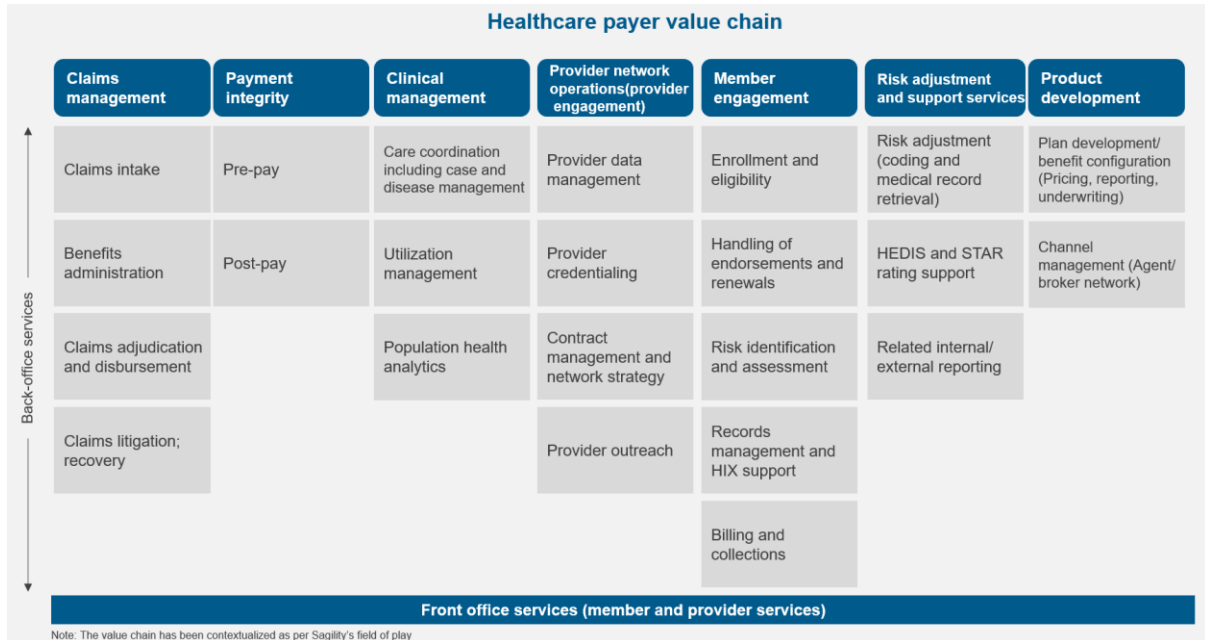 Healthcare payer value chain
Claims
management
Payment
integrity
Clinical
management
Provider network
operations(provider
engagement)
Member
engagement
Risk adjustment
and support services
Product
development
Back-office services
Claims intake
Pre-pay
Care coordination
including case and
disease management
Provider data
management
Enrollment and
eligibility
Risk adjustment
(coding and
medical record
retrieval)
Plan development/
benefit configuration
(Pricing, reporting,
underwriting)
Benefits
administration
Post-pay
Utilization
management
Provider
credentialing
Handling of
endorsements and
renewals
HEDIS and STAR
rating support
Channel
management (Agent/
broker network)
Claims adjudication
and disbursement
Population health
analytics
Contract
management and
network strategy
Risk identification
and assessment
Related internal/
external reporting
Claims litigation;
recovery
Provider outreach
Records
management and
HIX support
Billing and
collections
Front office services (member and provider services)
Note: The value chain has been contextualized as per Sagility's field of play